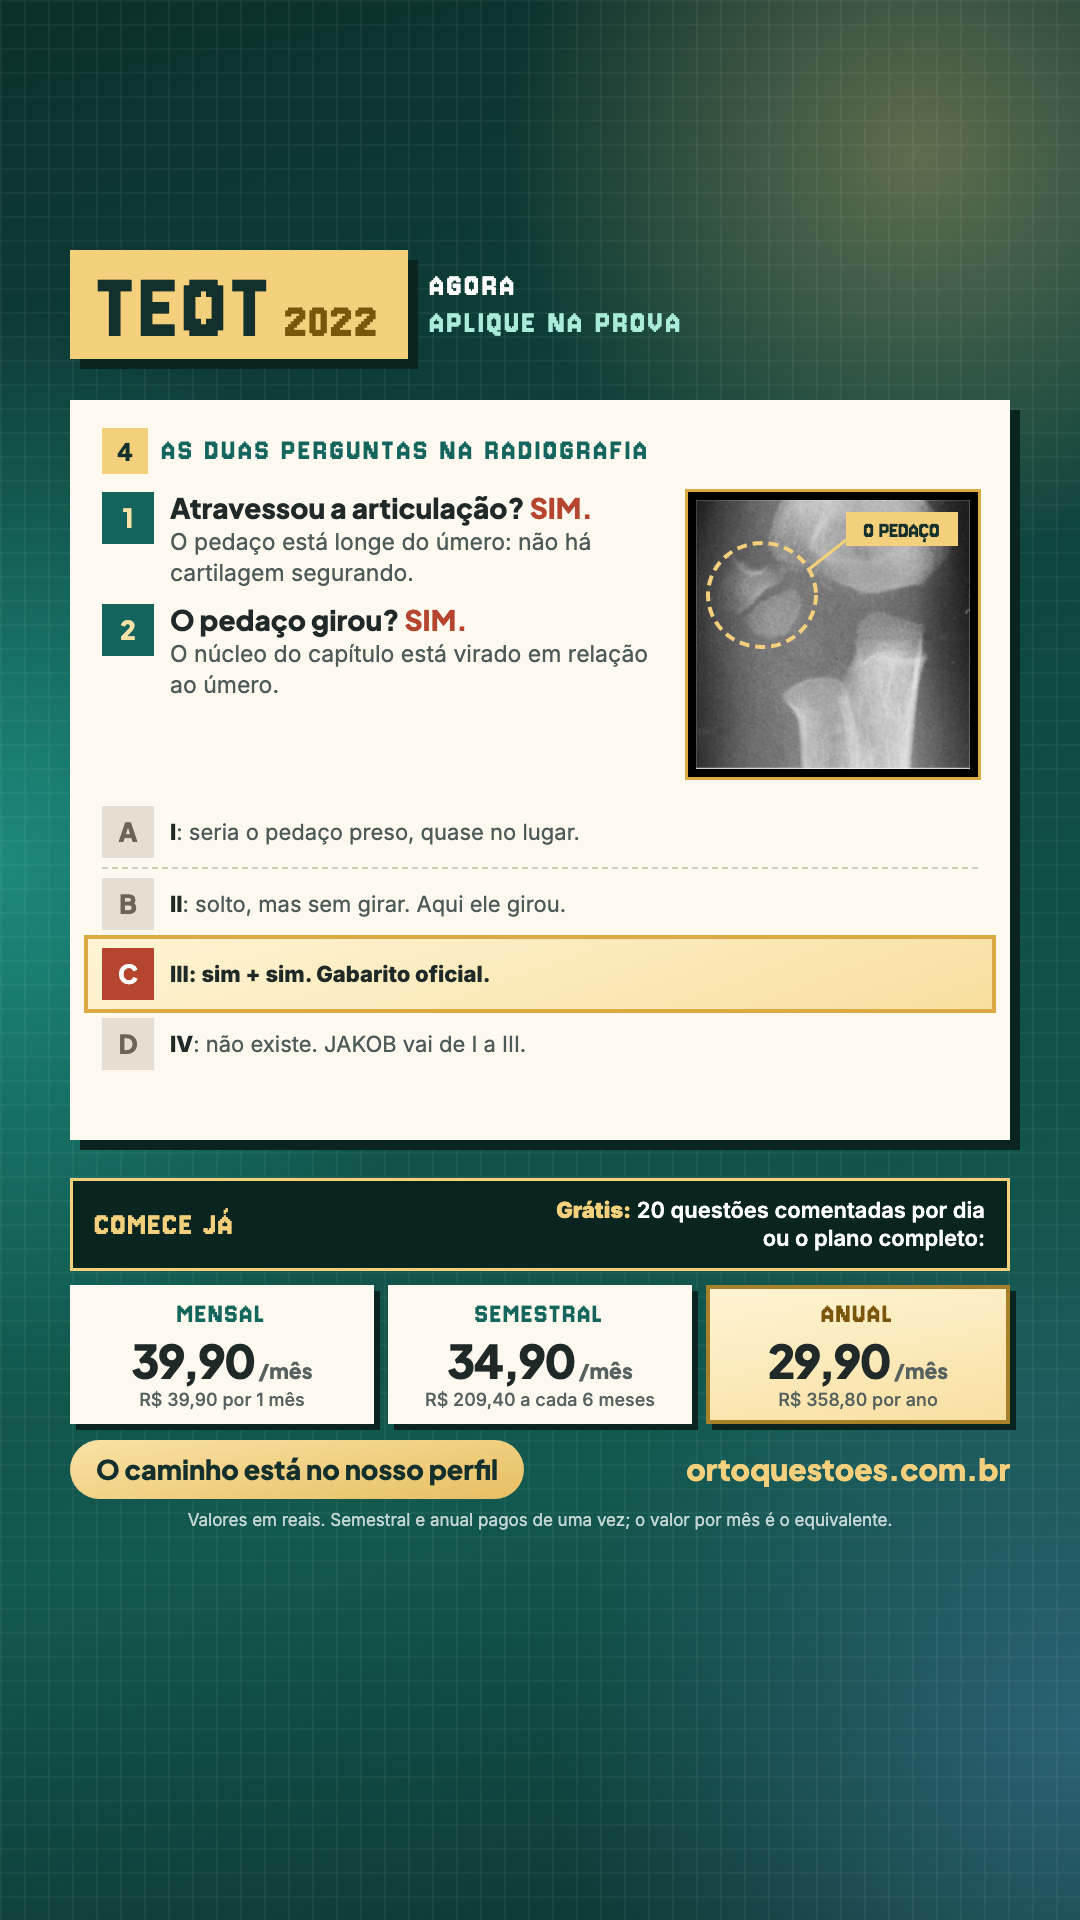 TEOT 2022
AGORA
APLIQUE NA PROVA
4 AS DUAS PERGUNTAS NA RADIOGRAFIA
1 Atravessou a articulação? SIM.
O pedaço está longe do úmero: não há
cartilagem segurando.
2 O pedaço girou? SIM.
O núcleo do capítulo está virado em relação
ao úmero.
O PEDAÇO
A I: seria o pedaço preso, quase no lugar.
B II: solto, mas sem girar. Aqui ele girou.
C III: sim + sim. Gabarito oficial.
D IV: não existe. JAKOB vai de I a III.
COMECE JÁ
Grátis: 20 questões comentadas por dia
ou o plano completo:
MENSAL
39,90 /mês
R$ 39,90 por 1 mês
SEMESTRAL
34,90 /mês
R$ 209,40 a cada 6 meses
ANUAL
29,90 /mês
R$ 358,80 por ano
O caminho está no nosso perfil
ortoquestoes.com.br
Valores em reais. Semestral e anual pagos de uma vez; o valor por mês é o equivalente.